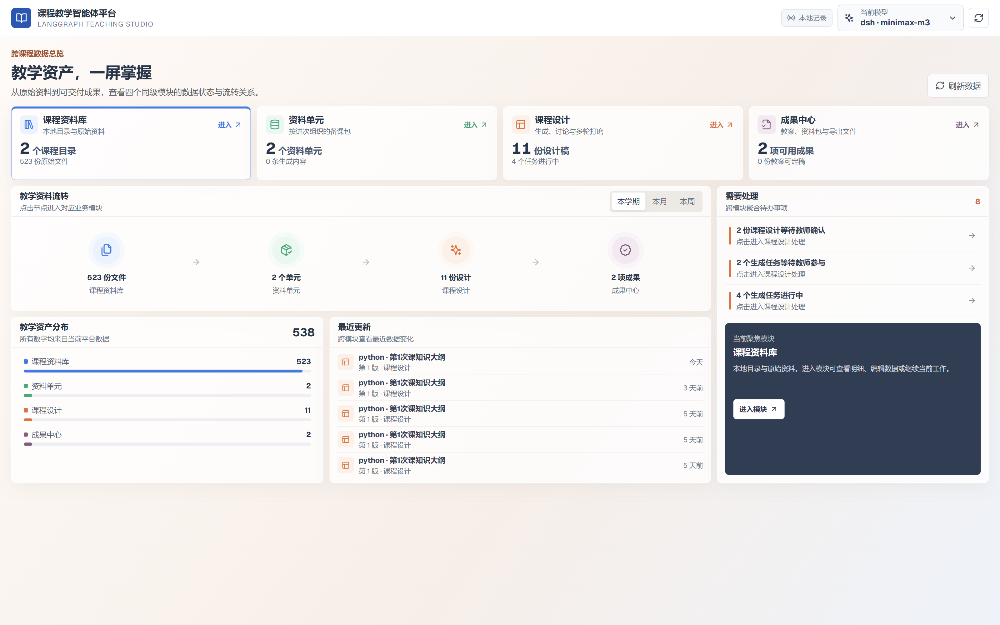 课程教学智能体平台
LANGGRAPH TEACHING STUDIO
本地记录
当前模型
dsh · minimax-m3
跨课程数据总览
教学资产，一屏掌握
从原始资料到可交付成果，查看四个同级模块的数据状态与流转关系。
刷新数据
课程资料库
本地目录与原始资料
进入
2 个课程目录
523 份原始文件
资料单元
按讲次组织的备课包
进入
2 个资料单元
0 条生成内容
课程设计
生成、讨论与多轮打磨
进入
11 份设计稿
4 个任务进行中
成果中心
教案、资料包与导出文件
进入
2 项可用成果
0 份教案可定稿
教学资料流转
点击节点进入对应业务模块
本学期 本月 本周
523 份文件
课程资料库
2 个单元
资料单元
11 份设计
课程设计
2 项成果
成果中心
需要处理
跨模块聚合待办事项
8
2 份课程设计等待教师确认
点击进入课程设计处理
2 个生成任务等待教师参与
点击进入课程设计处理
4 个生成任务进行中
点击进入课程设计处理
当前聚焦模块
课程资料库
本地目录与原始资料。进入模块可查看明细、编辑数据或继续当前工作。
进入模块
教学资产分布
所有数字均来自当前平台数据
538
课程资料库 523
资料单元 2
课程设计 11
成果中心 2
最近更新
跨模块查看最近数据变化
python · 第1次课知识大纲
第 1 版 · 课程设计
今天
python · 第1次课知识大纲
第 1 版 · 课程设计
3 天前
python · 第1次课知识大纲
第 1 版 · 课程设计
5 天前
python · 第1次课知识大纲
第 1 版 · 课程设计
5 天前
python · 第1次课知识大纲
第 1 版 · 课程设计
5 天前